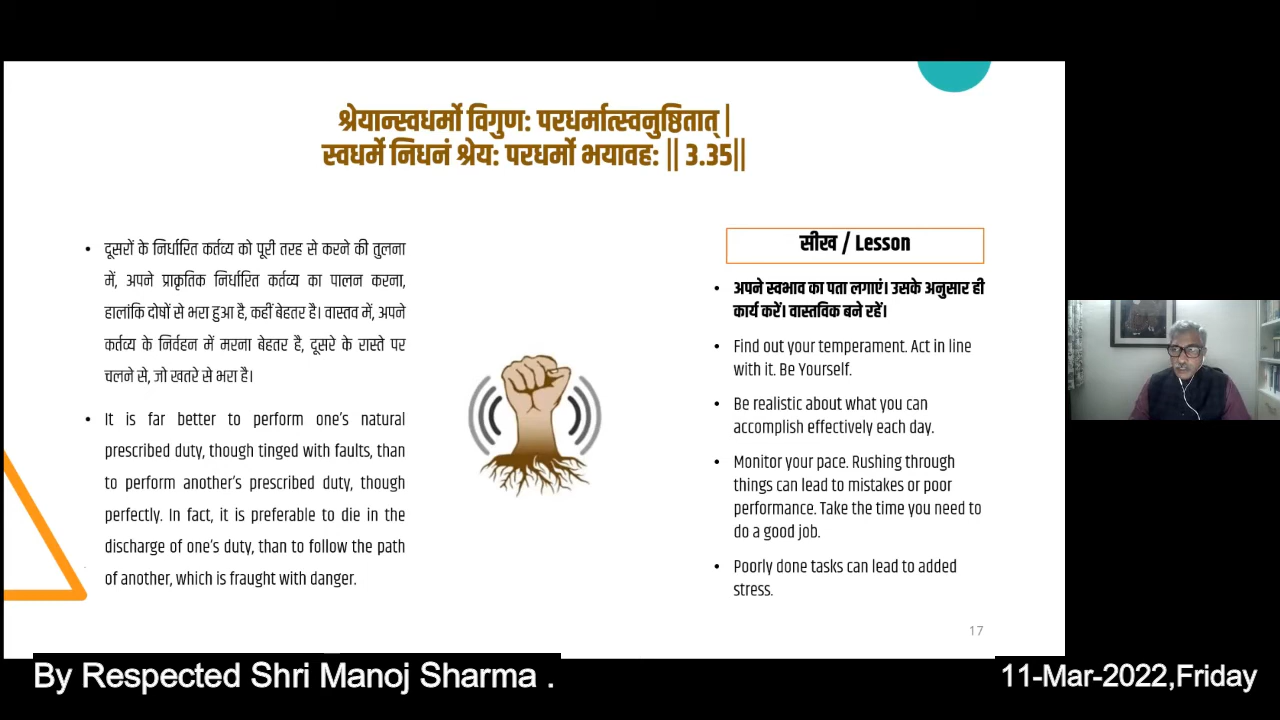 श्रेयान्स्वधर्मो विगुण: परधर्मात्स्वनुष्ठितात् |
स्वधर्मे निधनं श्रेय: परधर्मो भयावह: || 3.35||
• दूसरों के निर्धारित कर्तव्य को पूरी तरह से करने की तुलना
में, अपने प्राकृतिक निर्धारित कर्तव्य का पालन करना,
हालांकि दोषों से भरा हुआ है, कहीं बेहतर है। वास्तव में, अपने
कर्तव्य के निर्वहन में मरना बेहतर है, दूसरे के रास्ते पर
चलने से, जो खतरे से भरा है।
• It is far better to perform one's natural
prescribed duty, though tinged with faults, than
to perform another's prescribed duty, though
perfectly. In fact, it is preferable to die in the
discharge of one's duty, than to follow the path
of another, which is fraught with danger.
सीख / Lesson
• अपने स्वभाव का पता लगाएं। उसके अनुसार ही
कार्य करें। वास्तविक बने रहें।
• Find out your temperament. Act in line
with it. Be Yourself.
• Be realistic about what you can
accomplish effectively each day.
• Monitor your pace. Rushing through
things can lead to mistakes or poor
performance. Take the time you need to
do a good job.
• Poorly done tasks can lead to added
stress.
17
By Respected Shri Manoj Sharma .
11-Mar-2022,Friday